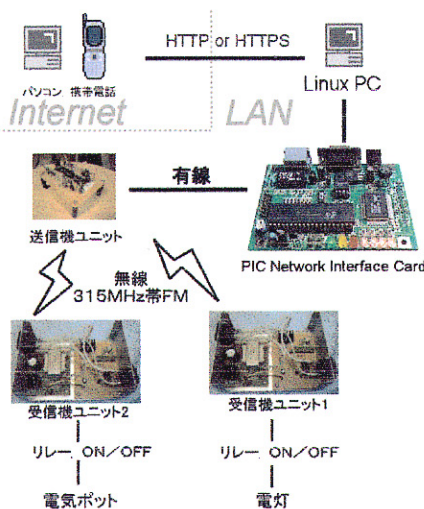 HTTP or HTTPS
パソコン 携帯電話
Linux PC
Internet
LAN
有線
送信機ユニット
PIC Network Interface Card
無線
315MHz帯FM
受信機ユニット2
受信機ユニット1
リレー ON/OFF
リレー ON/OFF
電気ポット
電灯